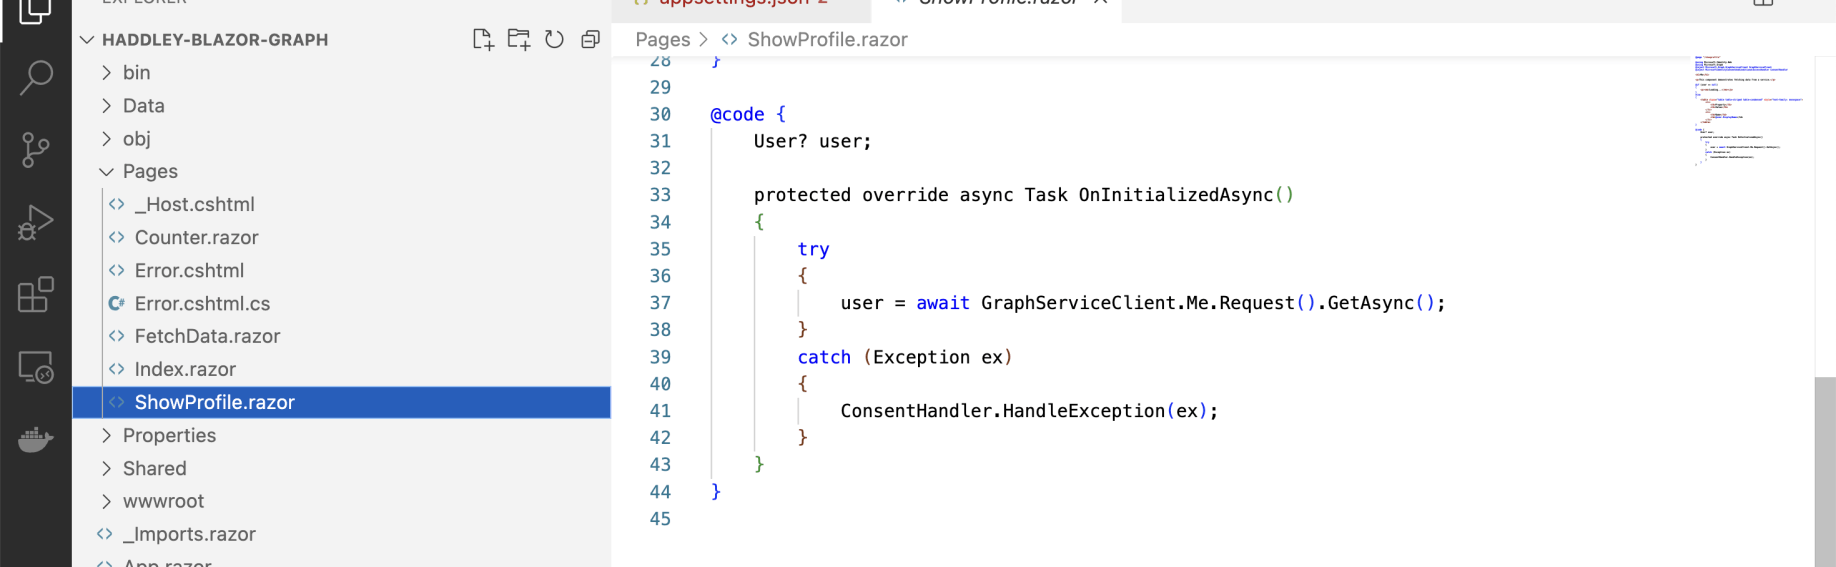 EXPLORER
HADDLEY-BLAZOR-GRAPH
bin
Data
obj
Pages
_Host.cshtml
Counter.razor
Error.cshtml
Error.cshtml.cs
FetchData.razor
Index.razor
ShowProfile.razor
Properties
Shared
wwwroot
_Imports.razor
App.razor
appsettings.json 2
ShowProfile.razor
Pages > ShowProfile.razor
28 }
29
30 @code {
31 User? user;
32
33 protected override async Task OnInitializedAsync()
34 {
35 try
36 {
37 user = await GraphServiceClient.Me.Request().GetAsync();
38 }
39 catch (Exception ex)
40 {
41 ConsentHandler.HandleException(ex);
42 }
43 }
44 }
45